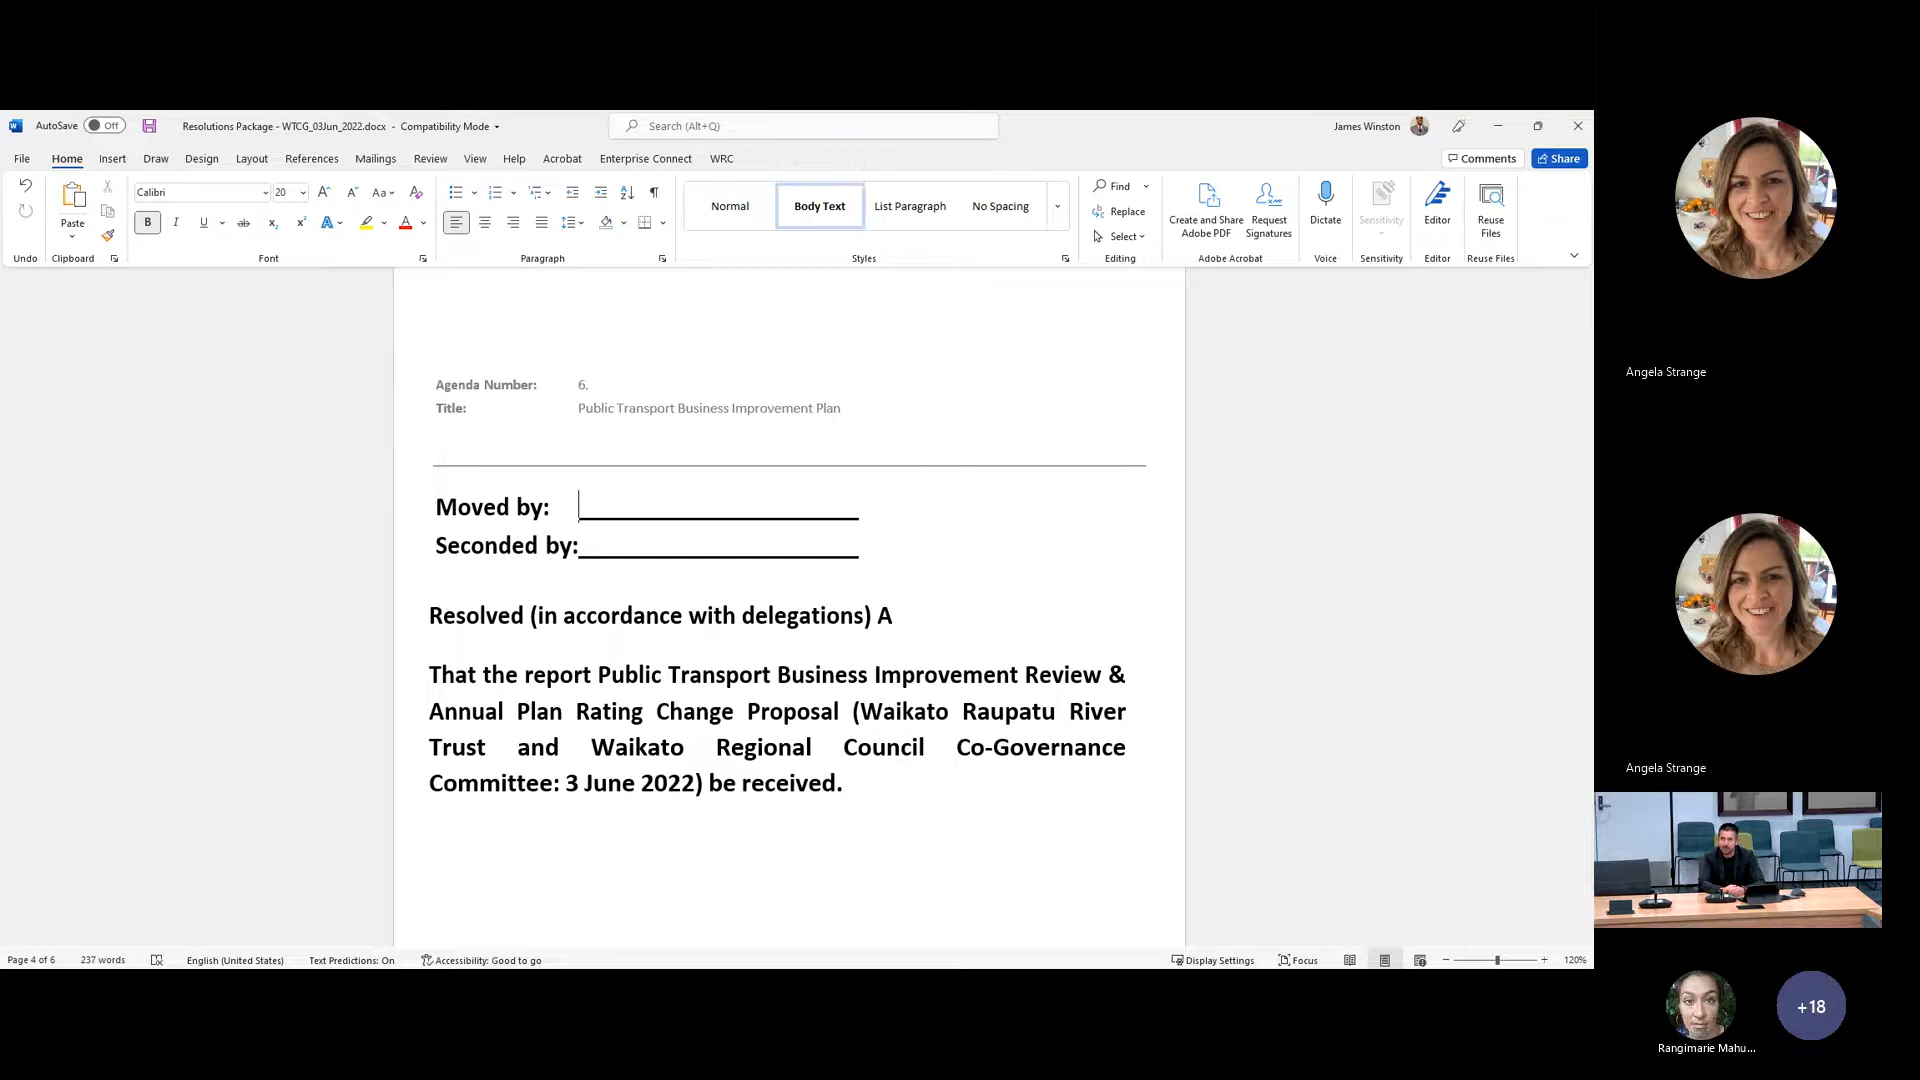 AutoSave Off Resolutions Package - WTCG_03Jun_2022.docx - Compatibility Mode Search (Alt+Q) James Winston
File Home Insert Draw Design Layout References Mailings Review View Help Acrobat Enterprise Connect WRC Comments Share
Calibri 20 Normal Body Text List Paragraph No Spacing
Find
Replace
Select
Paste
Create and Share Adobe PDF
Request Signatures
Dictate
Sensitivity
Editor
Reuse Files
Undo Clipboard Font Paragraph Styles Editing Adobe Acrobat Voice Sensitivity Editor Reuse Files
Agenda Number: 6.
Title: Public Transport Business Improvement Plan
Moved by:
Seconded by:
Resolved (in accordance with delegations) A
That the report Public Transport Business Improvement Review &
Annual Plan Rating Change Proposal (Waikato Raupatu River
Trust and Waikato Regional Council Co-Governance
Committee: 3 June 2022) be received.
Page 4 of 6 237 words English (United States) Text Predictions: On Accessibility: Good to go Display Settings Focus 120%
Angela Strange
Angela Strange
+18
Rangimarie Mahu...